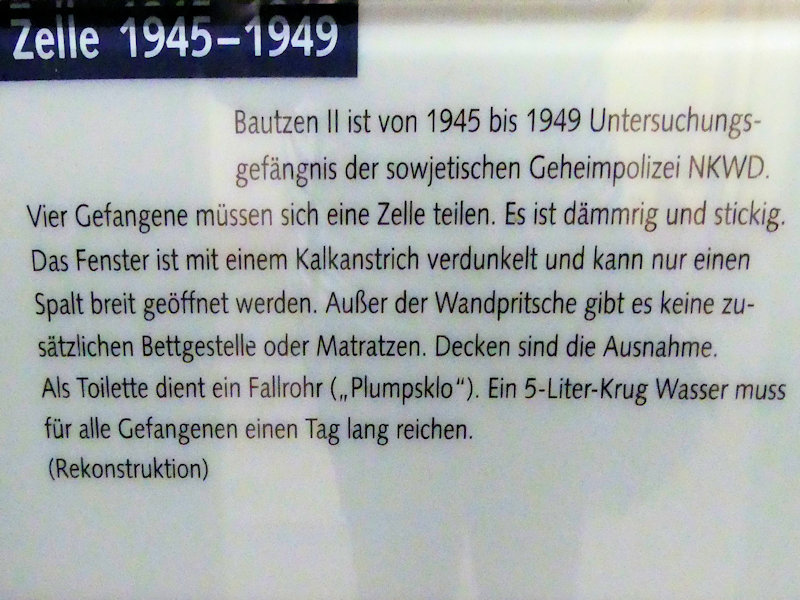 Zelle 1945–1949
Bautzen II ist von 1945 bis 1949 Untersuchungs-
gefängnis der sowjetischen Geheimpolizei NKWD.
Vier Gefangene müssen sich eine Zelle teilen. Es ist dämmrig und stickig.
Das Fenster ist mit einem Kalkanstrich verdunkelt und kann nur einen
Spalt breit geöffnet werden. Außer der Wandpritsche gibt es keine zu-
sätzlichen Bettgestelle oder Matratzen. Decken sind die Ausnahme.
Als Toilette dient ein Fallrohr („Plumpsklo“). Ein 5-Liter-Krug Wasser muss
für alle Gefangenen einen Tag lang reichen.
(Rekonstruktion)